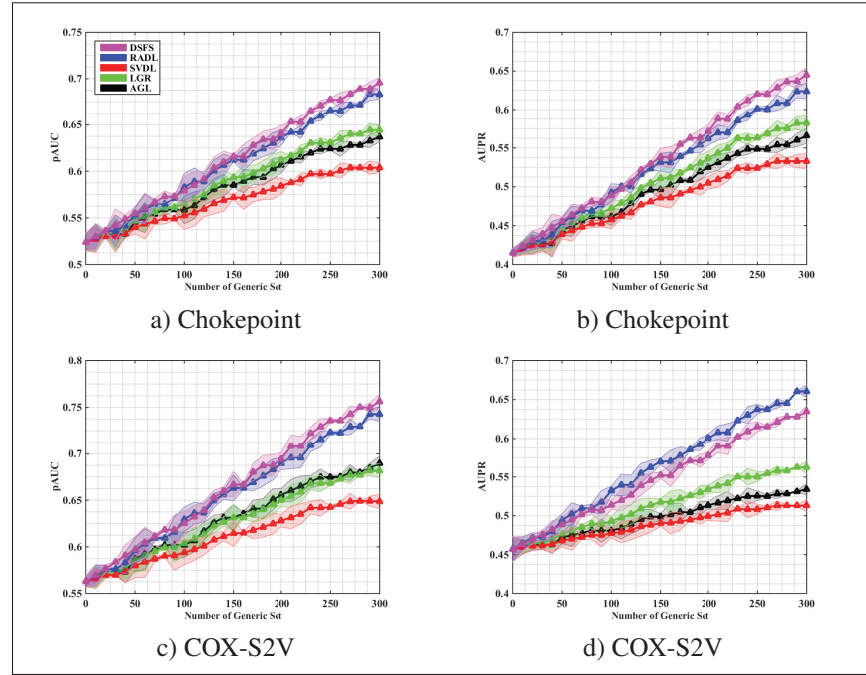 0.75
0.7
0.65
0.6
0.55
0.5
pAUC
DSFS
RADL
SVDL
LGR
AGL
0 50 100 150 200 250 300
Number of Generic Set
a) Chokepoint
0.7
0.65
0.6
0.55
0.5
0.45
0.4
AUPR
0 50 100 150 200 250 300
Number of Generic Set
b) Chokepoint
0.8
0.75
0.7
0.65
0.6
0.55
pAUC
0 50 100 150 200 250 300
Number of Generic Set
c) COX-S2V
0.7
0.65
0.6
0.55
0.5
0.45
0.4
AUPR
0 50 100 150 200 250 300
Number of Generic Set
d) COX-S2V